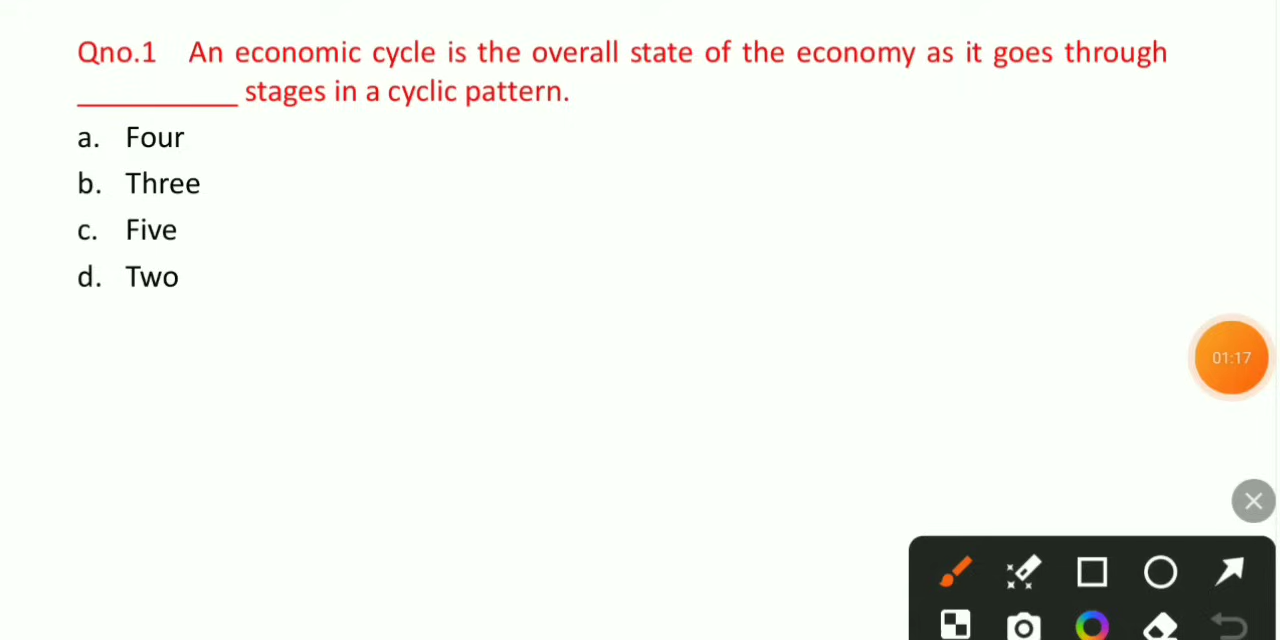 Qno.1 An economic cycle is the overall state of the economy as it goes through
__________ stages in a cyclic pattern.
a. Four
b. Three
c. Five
d. Two
01:17